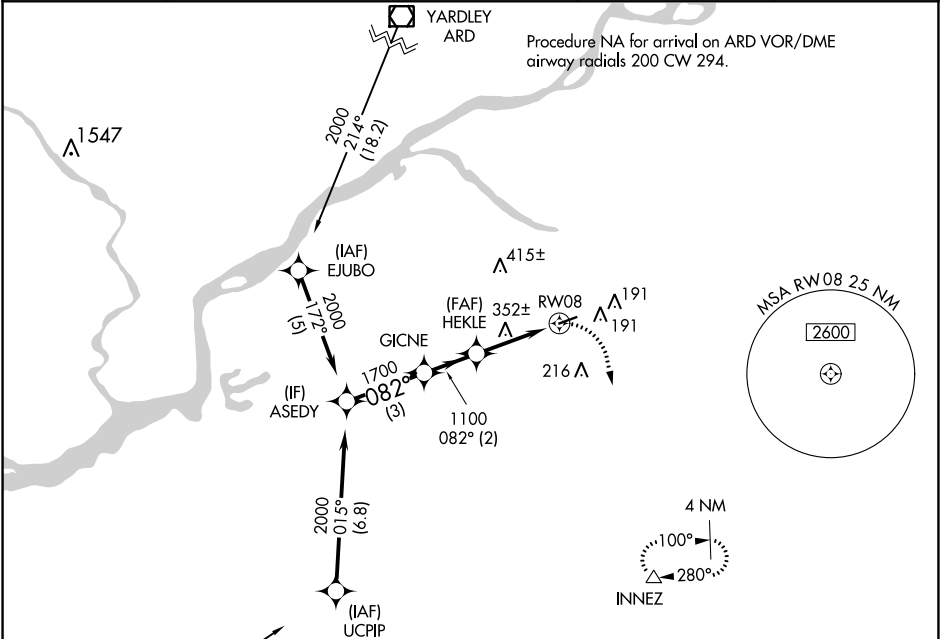 YARDLEY
ARD
Procedure NA for arrival on ARD VOR/DME
airway radials 200 CW 294.
1547
2000
214°
(18.2)
(IAF)
EJUBO
2000
172°
(5)
415±
352±
(FAF)
HEKLE
RW08
191
191
216
GICNE
(IF)
ASEDY
1700
082°
(3)
1100
082° (2)
MSA RW08 25 NM
2600
2000
015°
(6.8)
4 NM
100°
280°
INNEZ
(IAF)
UCPIP